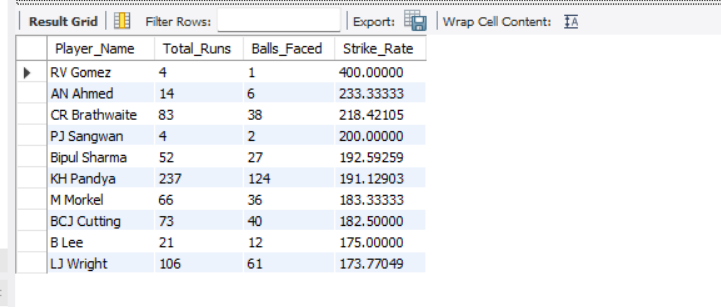 Result Grid Filter Rows: Export: Wrap Cell Content:
Player_Name Total_Runs Balls_Faced Strike_Rate
RV Gomez 4 1 400.00000
AN Ahmed 14 6 233.33333
CR Brathwaite 83 38 218.42105
PJ Sangwan 4 2 200.00000
Bipul Sharma 52 27 192.59259
KH Pandya 237 124 191.12903
M Morkel 66 36 183.33333
BCJ Cutting 73 40 182.50000
B Lee 21 12 175.00000
LJ Wright 106 61 173.77049